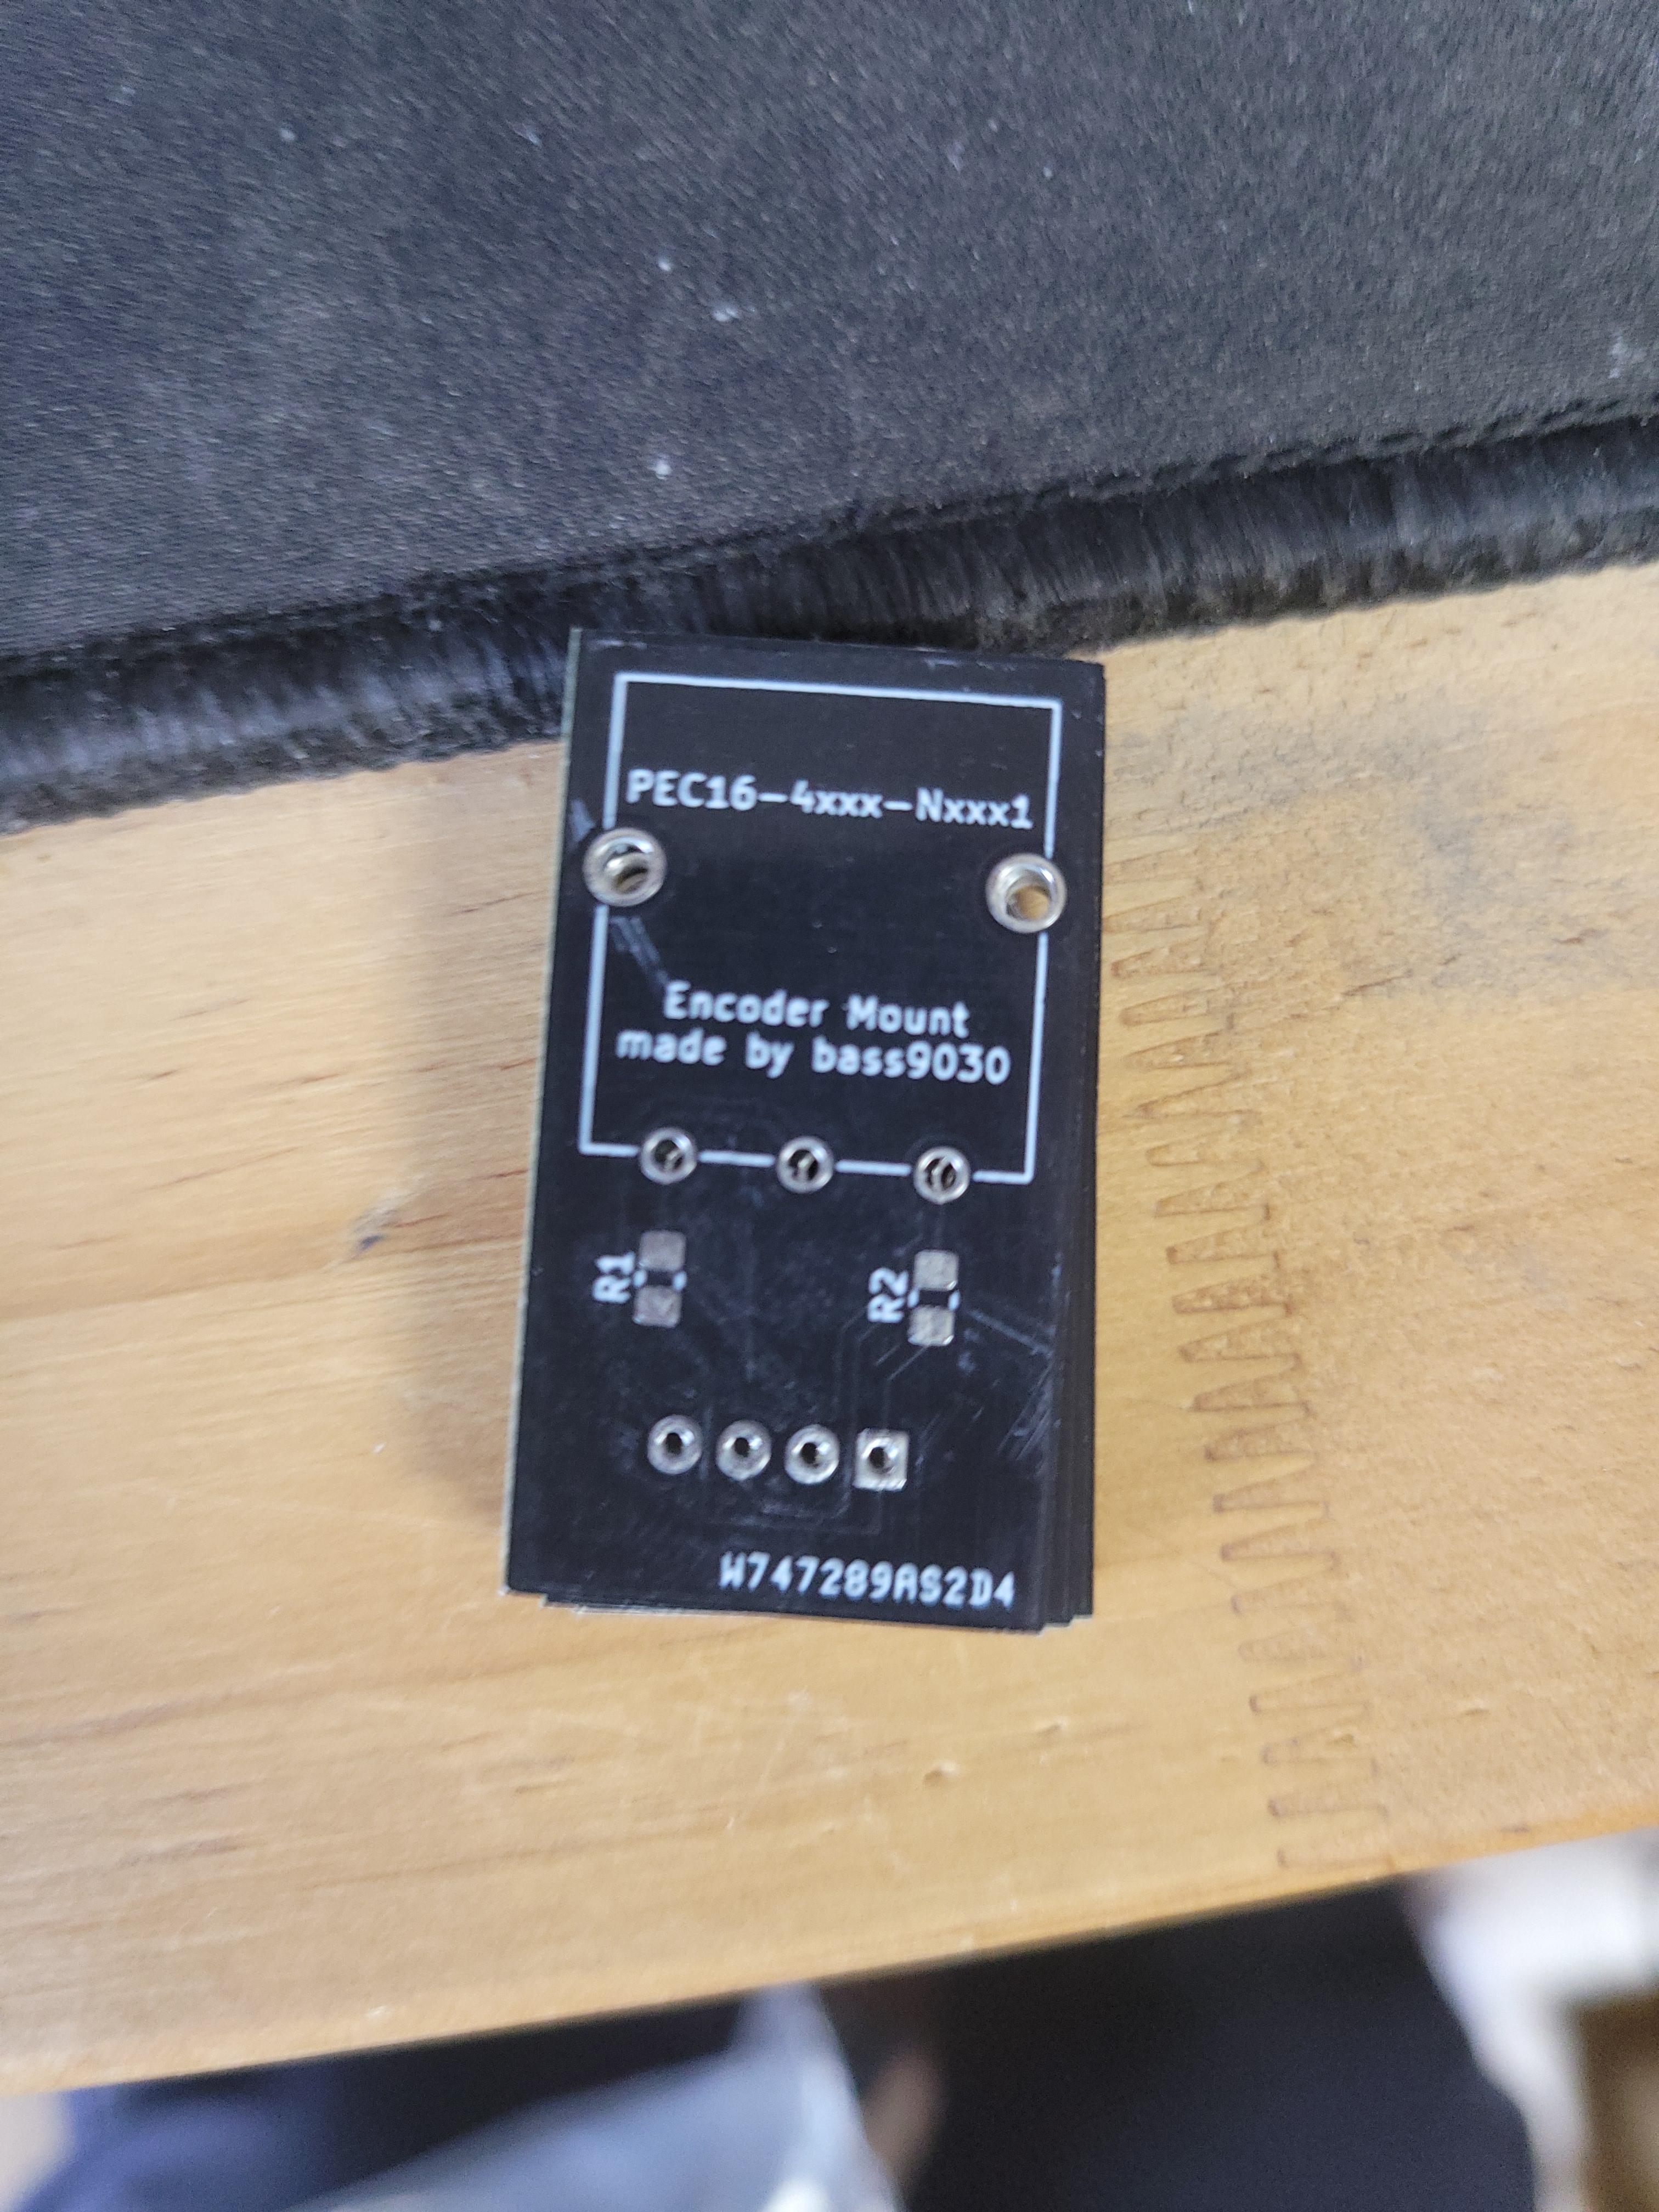 PEC16-4xxx-Nxxx1
Encoder Mount
made by bass9030
R1
R2
W747289AS2D4